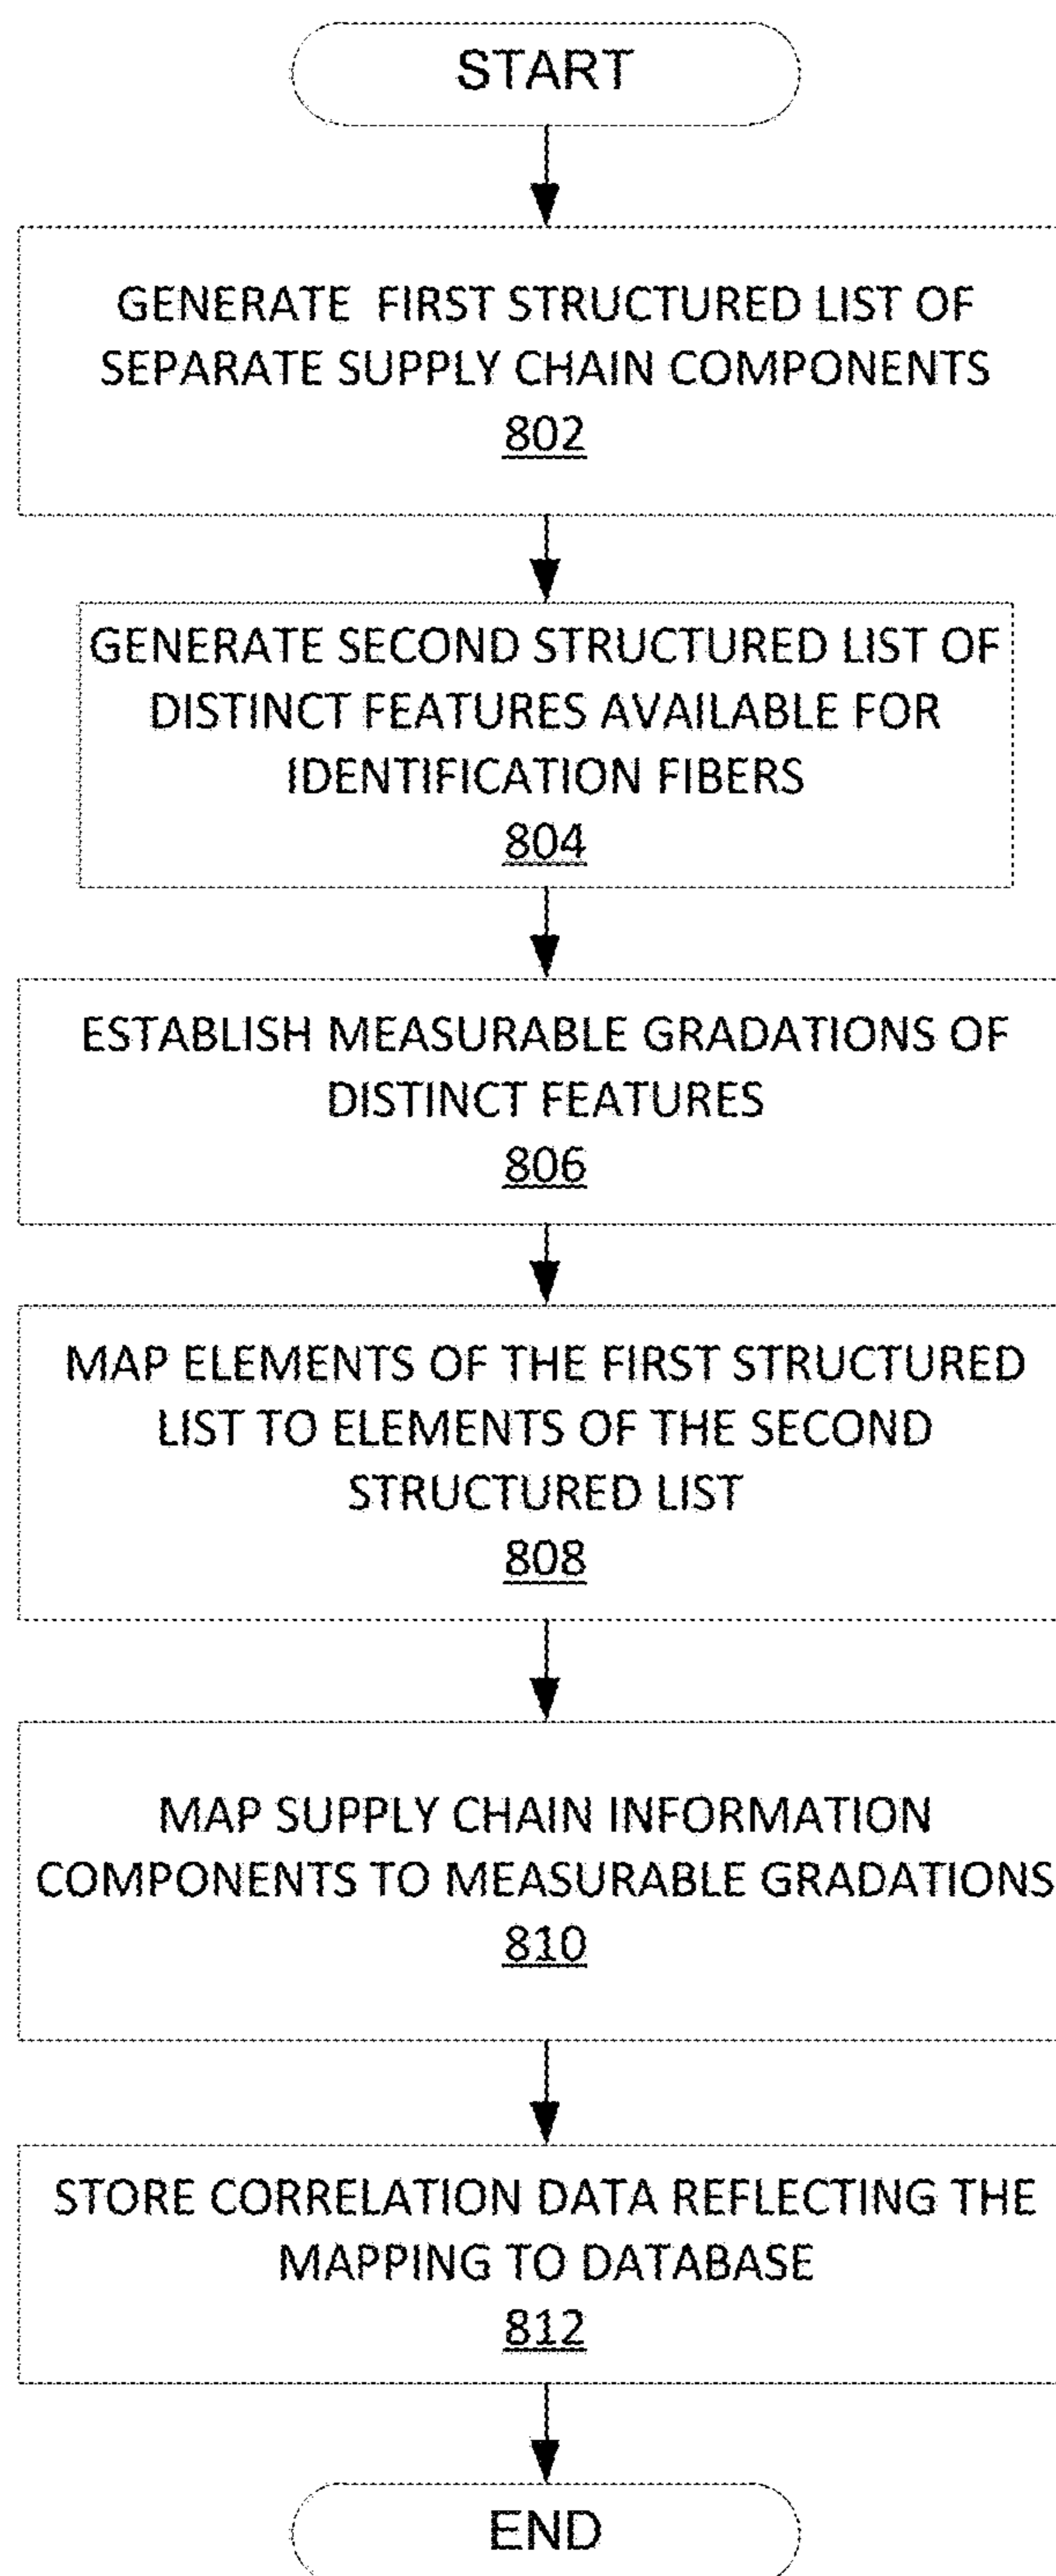 START
GENERATE FIRST STRUCTURED LIST OF
SEPARATE SUPPLY CHAIN COMPONENTS
802
GENERATE SECOND STRUCTURED LIST OF
DISTINCT FEATURES AVAILABLE FOR
IDENTIFICATION FIBERS
804
ESTABLISH MEASURABLE GRADATIONS OF
DISTINCT FEATURES
806
MAP ELEMENTS OF THE FIRST STRUCTURED
LIST TO ELEMENTS OF THE SECOND
STRUCTURED LIST
808
MAP SUPPLY CHAIN INFORMATION
COMPONENTS TO MEASURABLE GRADATIONS
810
STORE CORRELATION DATA REFLECTING THE
MAPPING TO DATABASE
812
END